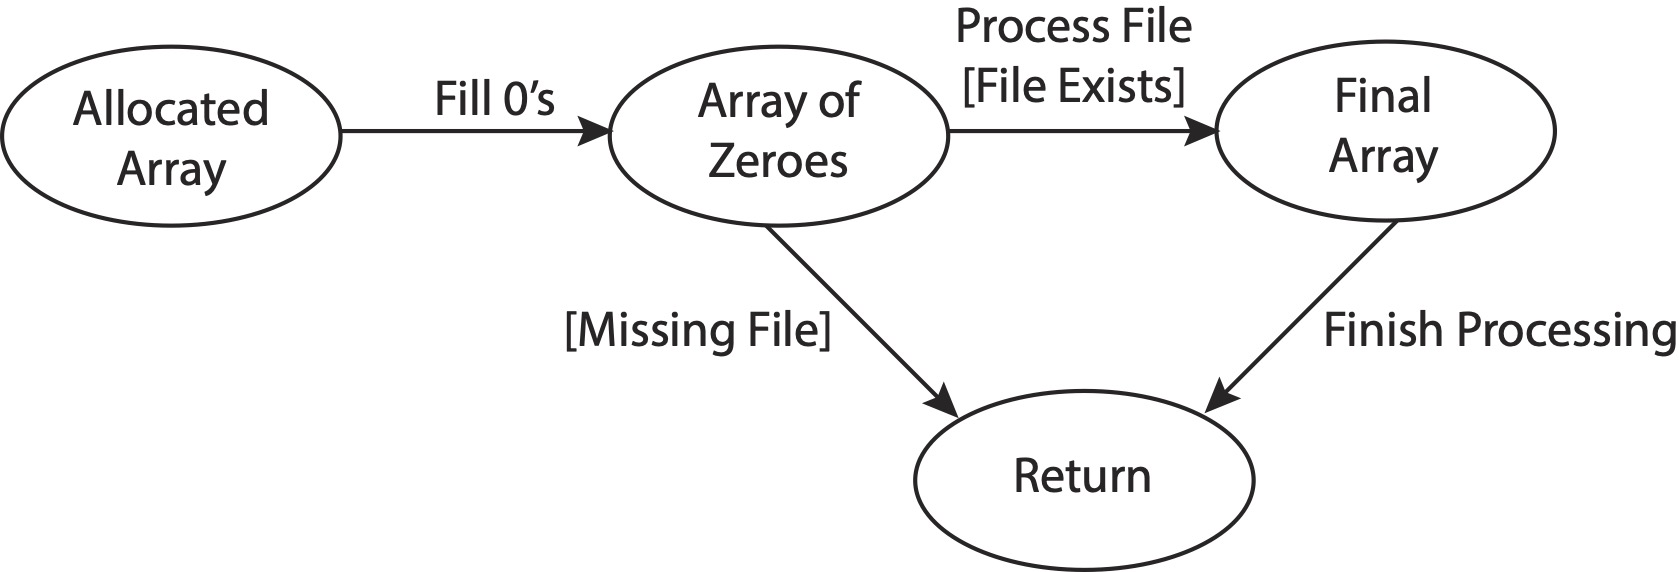 Allocated
Array
Fill 0’s
Array of
Zeroes
Process File
[File Exists]
Final
Array
[Missing File]
Finish Processing
Return